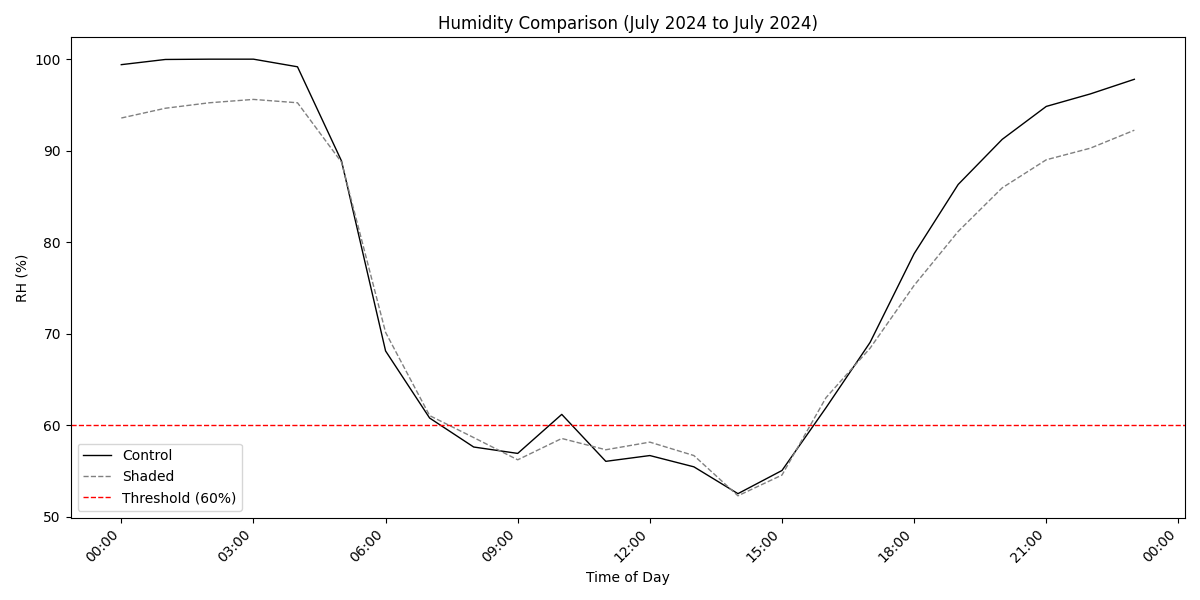 Humidity Comparison (July 2024 to July 2024)
RH (%)
100
90
80
70
60
50
Control
Shaded
Threshold (60%)
00:00
03:00
06:00
09:00
12:00
15:00
18:00
21:00
00:00
Time of Day